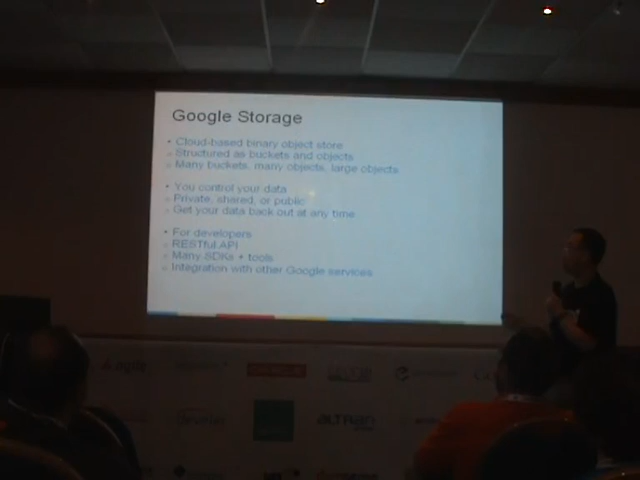 Google Storage
• Cloud-based binary object store
o Structured as buckets and objects
o Many buckets, many objects, large objects
• You control your data
o Private, shared, or public
o Get your data back out at any time
• For developers
o RESTful API
o Many SDKs + tools
o Integration with other Google services
ORACLE
ALTRAN